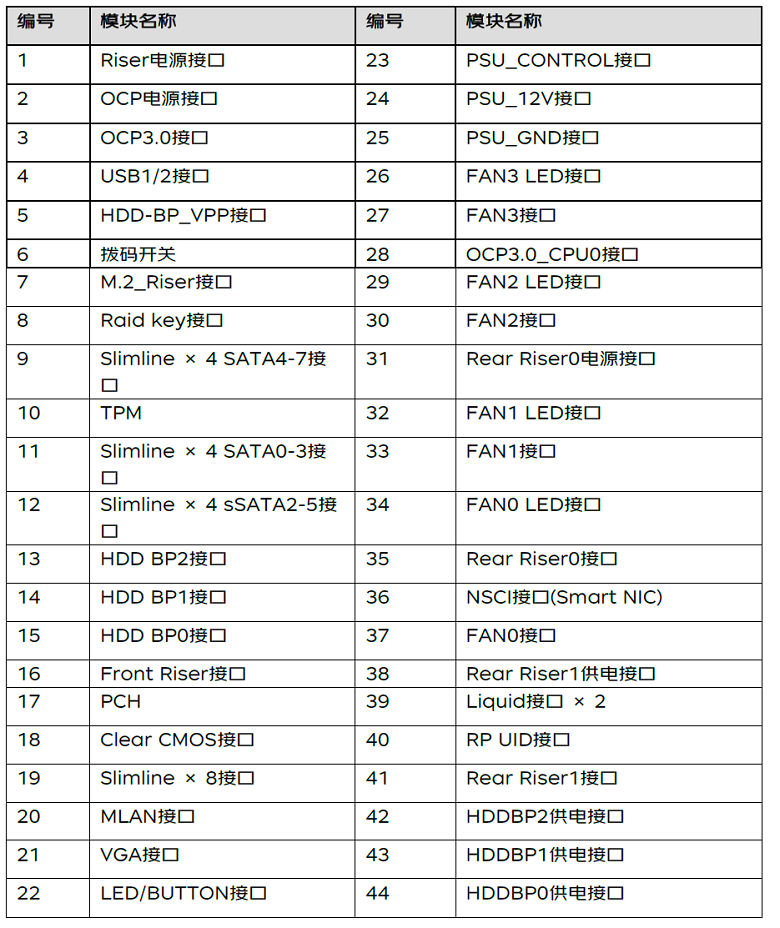 编号 模块名称 编号 模块名称
1 Riser电源接口 23 PSU_CONTROL接口
2 OCP电源接口 24 PSU_12V接口
3 OCP3.0接口 25 PSU_GND接口
4 USB1/2接口 26 FAN3 LED接口
5 HDD-BP_VPP接口 27 FAN3接口
6 拨码开关 28 OCP3.0_CPU0接口
7 M.2_Riser接口 29 FAN2 LED接口
8 Raid key接口 30 FAN2接口
9 Slimline × 4 SATA4-7接 31 Rear Riser0电源接口
口
10 TPM 32 FAN1 LED接口
11 Slimline × 4 SATA0-3接 33 FAN1接口
口
12 Slimline × 4 sSATA2-5接 34 FAN0 LED接口
口
13 HDD BP2接口 35 Rear Riser0接口
14 HDD BP1接口 36 NSCI接口(Smart NIC)
15 HDD BP0接口 37 FAN0接口
16 Front Riser接口 38 Rear Riser1供电接口
17 PCH 39 Liquid接口 × 2
18 Clear CMOS接口 40 RP UID接口
19 Slimline × 8接口 41 Rear Riser1接口
20 MLAN接口 42 HDDBP2供电接口
21 VGA接口 43 HDDBP1供电接口
22 LED/BUTTON接口 44 HDDBP0供电接口